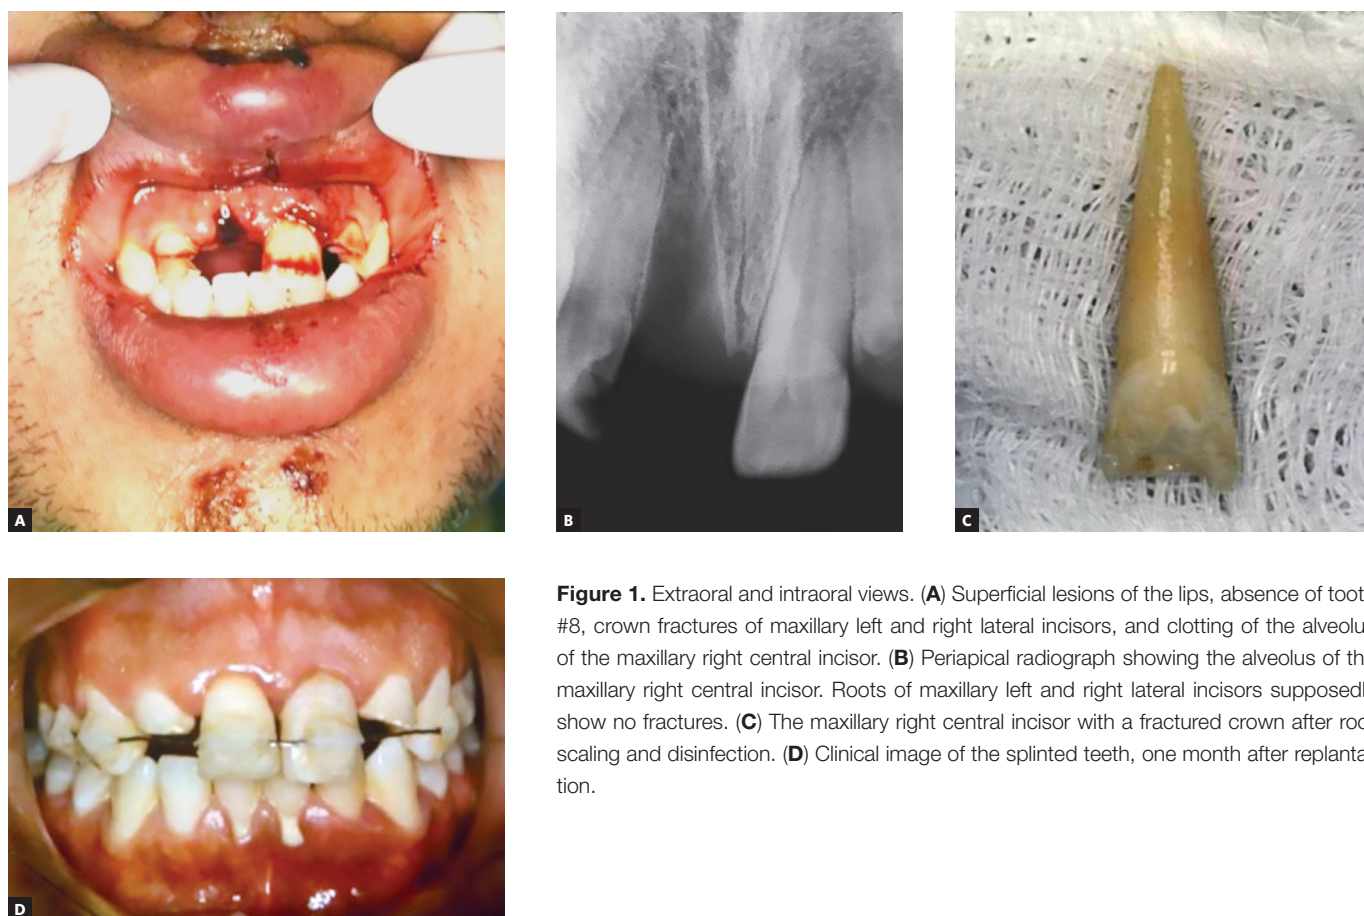 A
B
C
D
Figure 1. Extraoral and intraoral views. (A) Superficial lesions of the lips, absence of toot
#8, crown fractures of maxillary left and right lateral incisors, and clotting of the alveolu
of the maxillary right central incisor. (B) Periapical radiograph showing the alveolus of th
maxillary right central incisor. Roots of maxillary left and right lateral incisors supposedl
show no fractures. (C) The maxillary right central incisor with a fractured crown after roo
scaling and disinfection. (D) Clinical image of the splinted teeth, one month after replanta
tion.